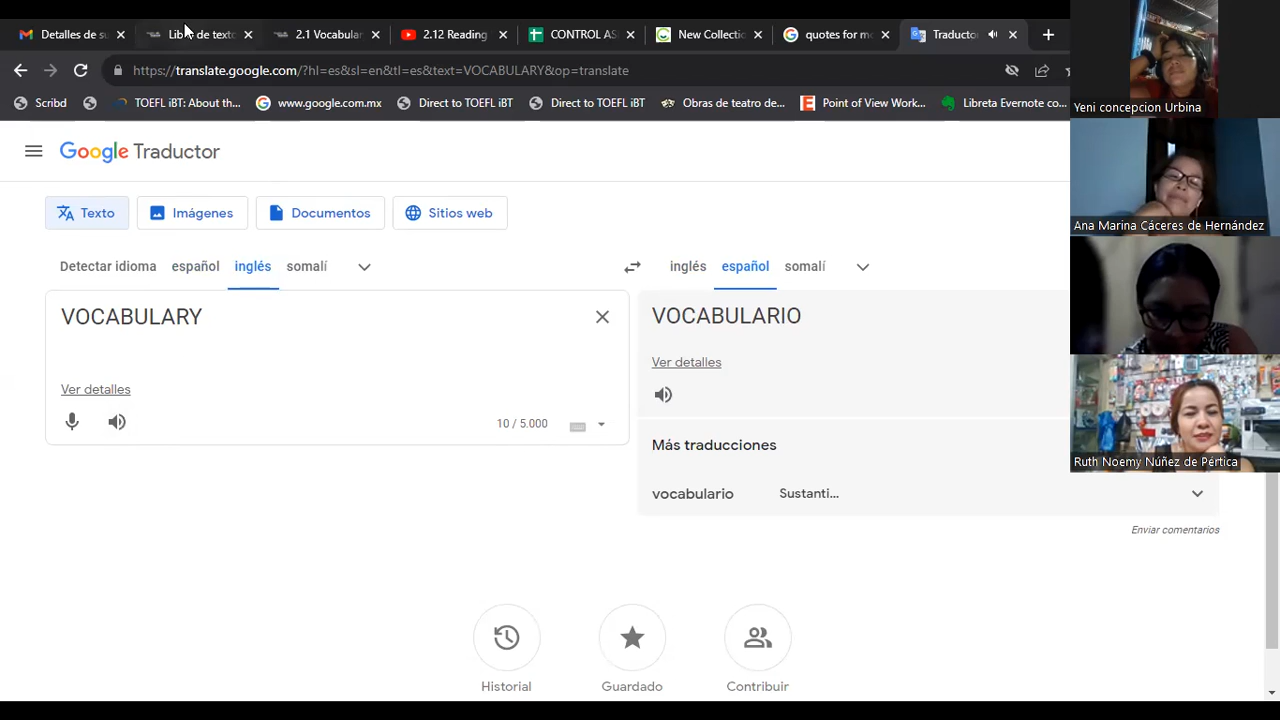 Detalles de su
Libro de texto
2.1 Vocabular
2.12 Reading
CONTROL AS
New Collectio
quotes for mo
Traductor
https://translate.google.com/?hl=es&sl=en&tl=es&text=VOCABULARY&op=translate
Scribd
TOEFL iBT: About th...
www.google.com.mx
Direct to TOEFL iBT
Direct to TOEFL iBT
Obras de teatro de...
Point of View Work...
Libreta Evernote co...
Google Traductor
Texto
Imágenes
Documentos
Sitios web
Detectar idioma
español
inglés
somalí
inglés
español
somalí
VOCABULARY
VOCABULARIO
Ver detalles
Ver detalles
10 / 5.000
Más traducciones
vocabulario
Sustanti...
Enviar comentarios
Historial
Guardado
Contribuir
Yeni concepcion Urbina
Ana Marina Cáceres de Hernández
Ruth Noemy Núñez de Pértica